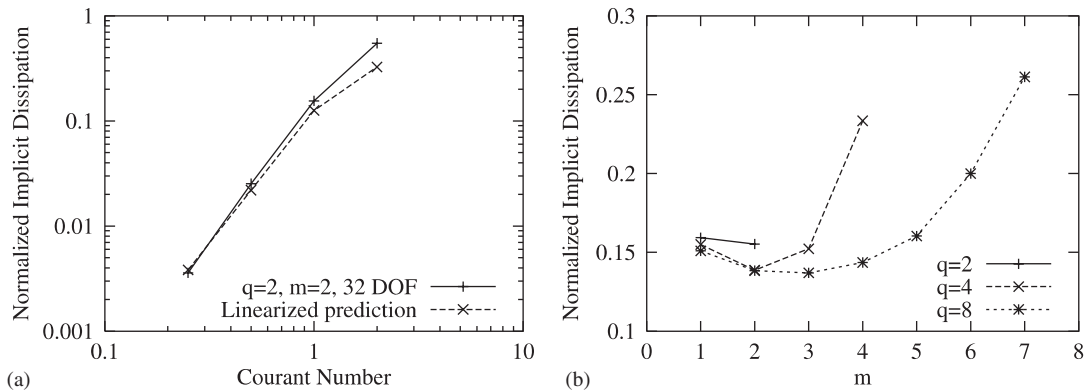 Normalized Implicit Dissipation
1
0.1
0.01
0.001
0.1
1
10
q=2, m=2, 32 DOF
Linearized prediction
Courant Number
(a)
Normalized Implicit Dissipation
0.3
0.25
0.2
0.15
0.1
0 1 2 3 4 5 6 7 8
q=2
q=4
q=8
m
(b)